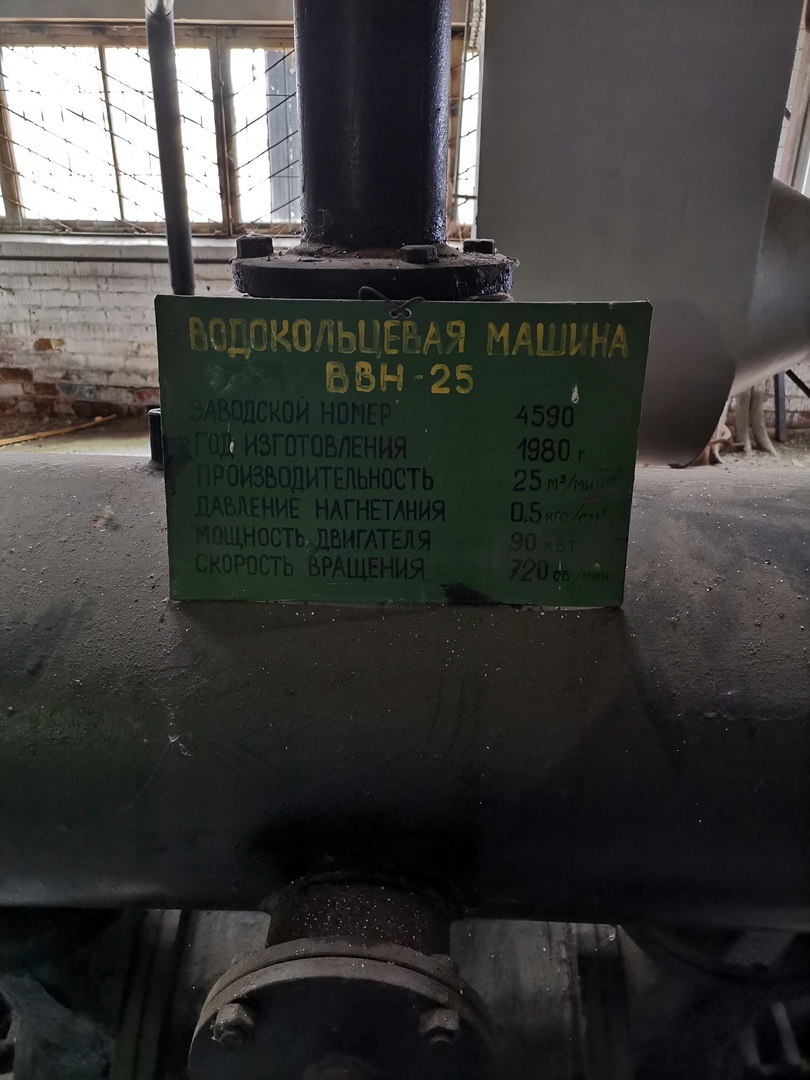 ВОДОКОЛЬЦЕВАЯ МАШИНА
ВВН-25
ЗАВОДСКОЙ НОМЕР 4590
ГОД ИЗГОТОВЛЕНИЯ 1980 г
ПРОИЗВОДИТЕЛЬНОСТЬ 25 м³/мин
ДАВЛЕНИЕ НАГНЕТАНИЯ 0.5 кгс/см²
МОЩНОСТЬ ДВИГАТЕЛЯ 90 кВт
СКОРОСТЬ ВРАЩЕНИЯ 720 об/мин